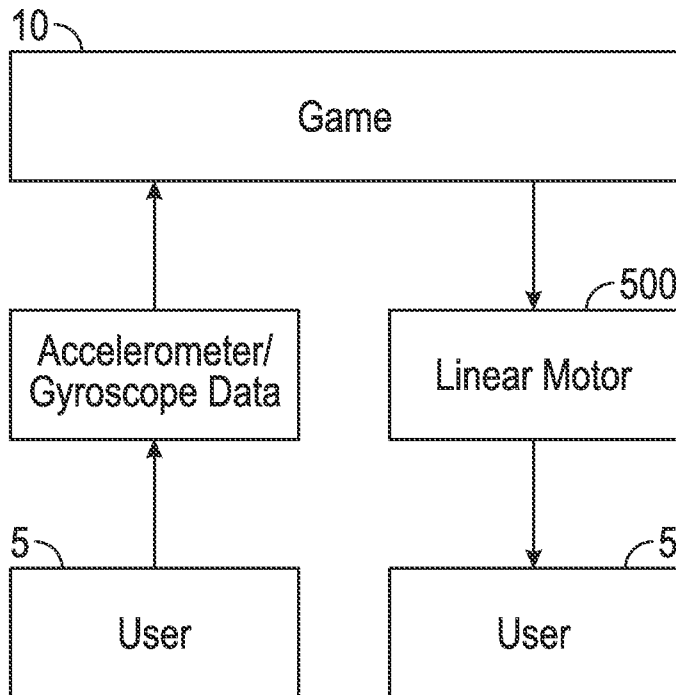 10
Game
500
Accelerometer/
Gyroscope Data
Linear Motor
5
5
User
User